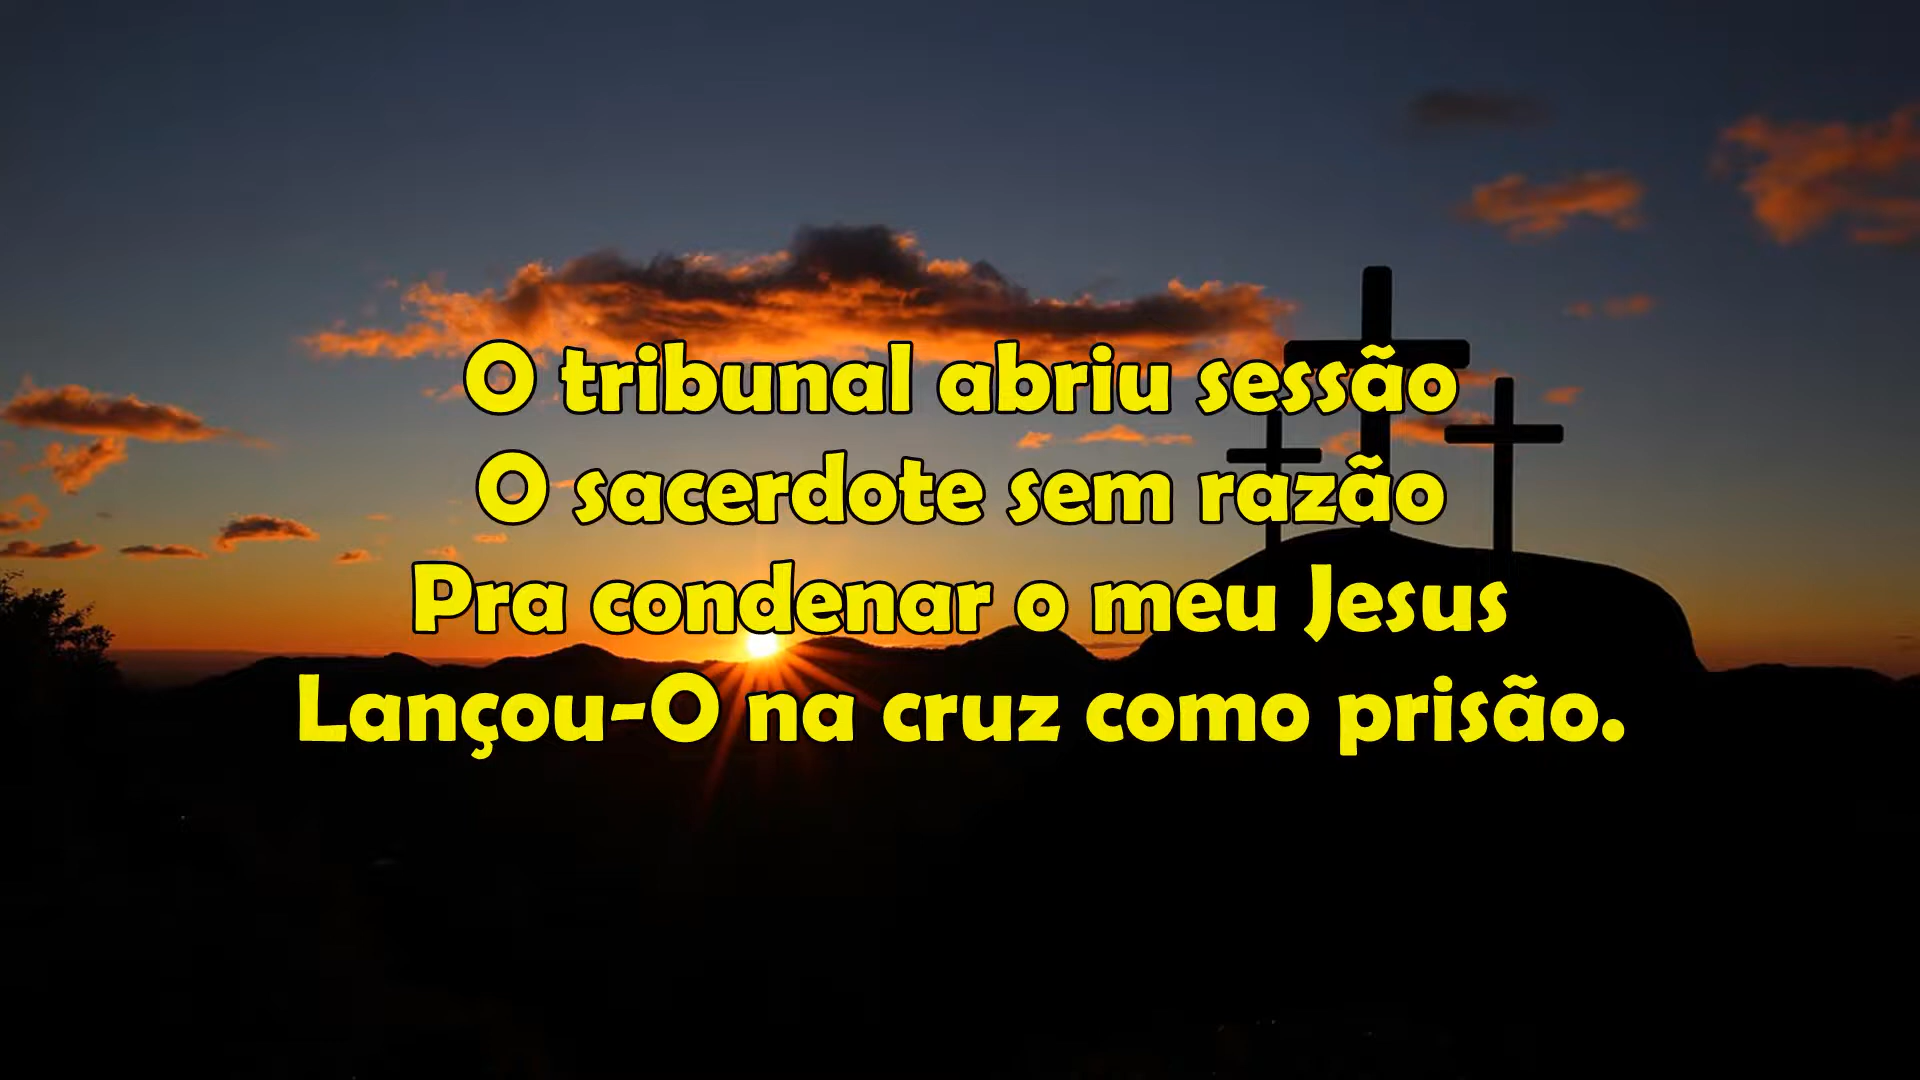 O tribunal abriu sessão
O sacerdote sem razão
Pra condenar o meu Jesus
Lançou-O na cruz como prisão.